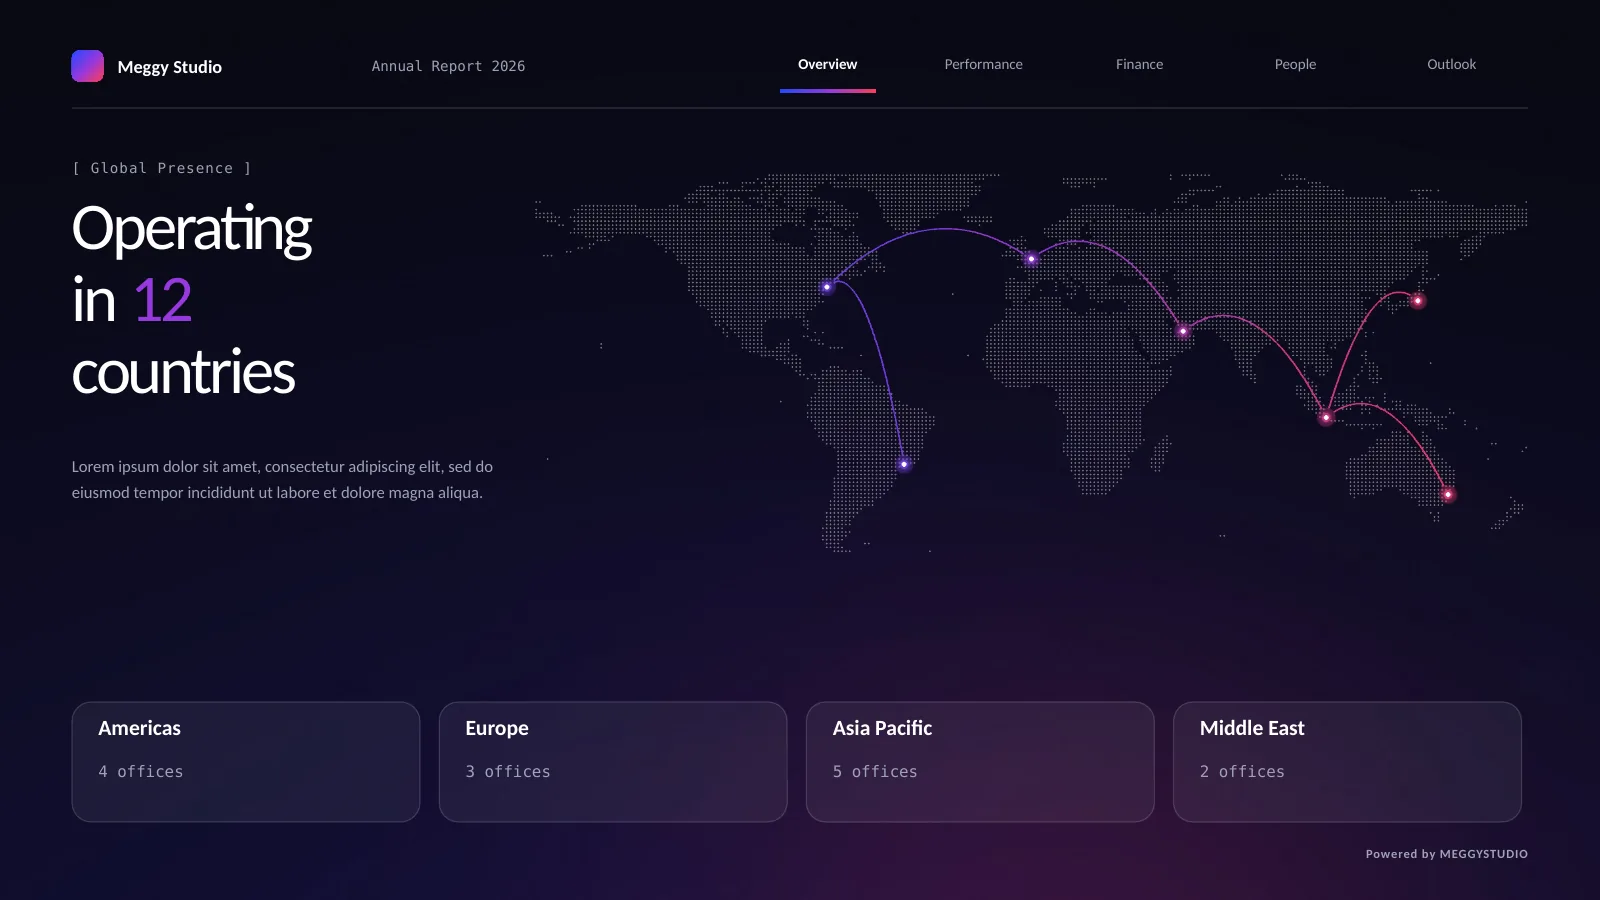 Meggy Studio
Annual Report 2026
Overview
Performance
Finance
People
Outlook
[ Global Presence ]
Operating
in 12
countries
Lorem ipsum dolor sit amet, consectetur adipiscing elit, sed do
eiusmod tempor incididunt ut labore et dolore magna aliqua.
Americas
4 offices
Europe
3 offices
Asia Pacific
5 offices
Middle East
2 offices
Powered by MEGGYSTUDIO